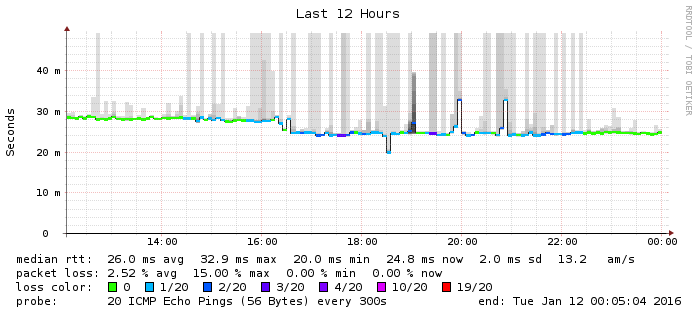 Last 12 Hours
RRDTOOL / TOBI OETIKER
Seconds
40 m
30 m
20 m
10 m
0
14:00 16:00 18:00 20:00 22:00 00:00
median rtt: 26.0 ms avg 32.9 ms max 20.0 ms min 24.8 ms now 2.0 ms sd 13.2 am/s
packet loss: 2.52 % avg 15.00 % max 0.00 % min 0.00 % now
loss color: 0 1/20 2/20 3/20 4/20 10/20 19/20
probe: 20 ICMP Echo Pings (56 Bytes) every 300s end: Tue Jan 12 00:05:04 2016